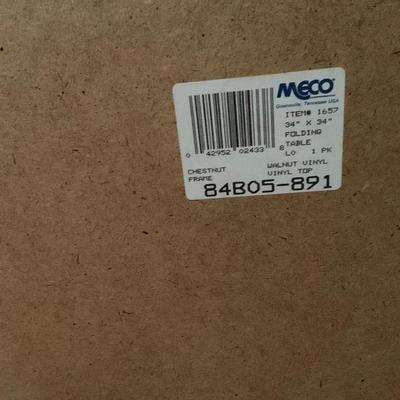 MECO
Greeneville, Tennessee USA
ITEM# 1657
34" X 34"
FOLDING
TABLE
LO 1 PK
0 42952 02433 8
CHESTNUT
FRAME
WALNUT VINYL
VINYL TOP
84B05-891